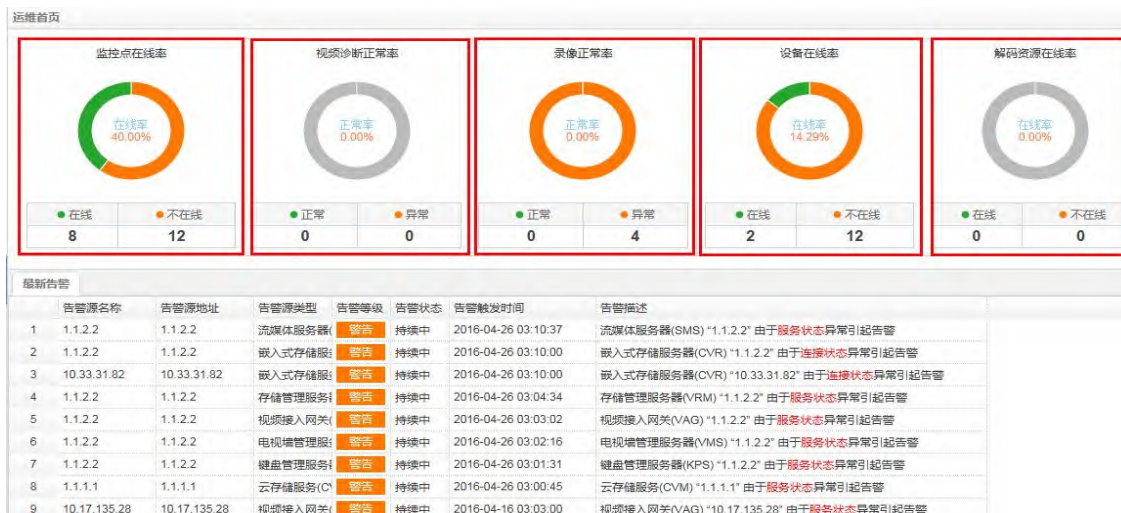 运维首页
监控点在线率 视频诊断正常率 录像正常率 设备在线率 解码资源在线率
在线率 正常率 正常率 在线率 在线率
40.00% 0.00% 0.00% 14.29% 0.00%
在线 不在线 正常 异常 正常 异常 在线 不在线 在线 不在线
8 12 0 0 0 4 2 12 0 0
最新告警
告警源名称 告警源地址 告警源类型 告警等级 告警状态 告警触发时间 告警描述
1 1.1.2.2 1.1.2.2 流媒体服务器( 警告 持续中 2016-04-26 03:10:37 流媒体服务器(SMS) “1.1.2.2” 由于服务状态异常引起告警
2 1.1.2.2 1.1.2.2 嵌入式存储服 警告 持续中 2016-04-26 03:10:00 嵌入式存储服务器(CVR) “1.1.2.2” 由于连接状态异常引起告警
3 10.33.31.82 10.33.31.82 嵌入式存储服 警告 持续中 2016-04-26 03:10:00 嵌入式存储服务器(CVR) “10.33.31.82” 由于连接状态异常引起告警
4 1.1.2.2 1.1.2.2 存储管理服务 警告 持续中 2016-04-26 03:04:34 存储管理服务器(VRM) “1.1.2.2” 由于服务状态异常引起告警
5 1.1.2.2 1.1.2.2 视频接入网关( 警告 持续中 2016-04-26 03:03:02 视频接入网关(VAG) “1.1.2.2” 由于服务状态异常引起告警
6 1.1.2.2 1.1.2.2 电视墙管理服 警告 持续中 2016-04-26 03:02:16 电视墙管理服务器(VMS) “1.1.2.2” 由于服务状态异常引起告警
7 1.1.2.2 1.1.2.2 键盘管理服务 警告 持续中 2016-04-26 03:01:31 键盘管理服务器(KPS) “1.1.2.2” 由于服务状态异常引起告警
8 1.1.1.1 1.1.1.1 云存储服务(CV 警告 持续中 2016-04-26 03:00:45 云存储服务(CVM) “1.1.1.1” 由于服务状态异常引起告警
9 10.17.135.28 10.17.135.28 视频接入网关( 警告 持续中 2016-04-16 03:03:00 视频接入网关(VAG) “10.17.135.28” 由于服务状态异常引起告警